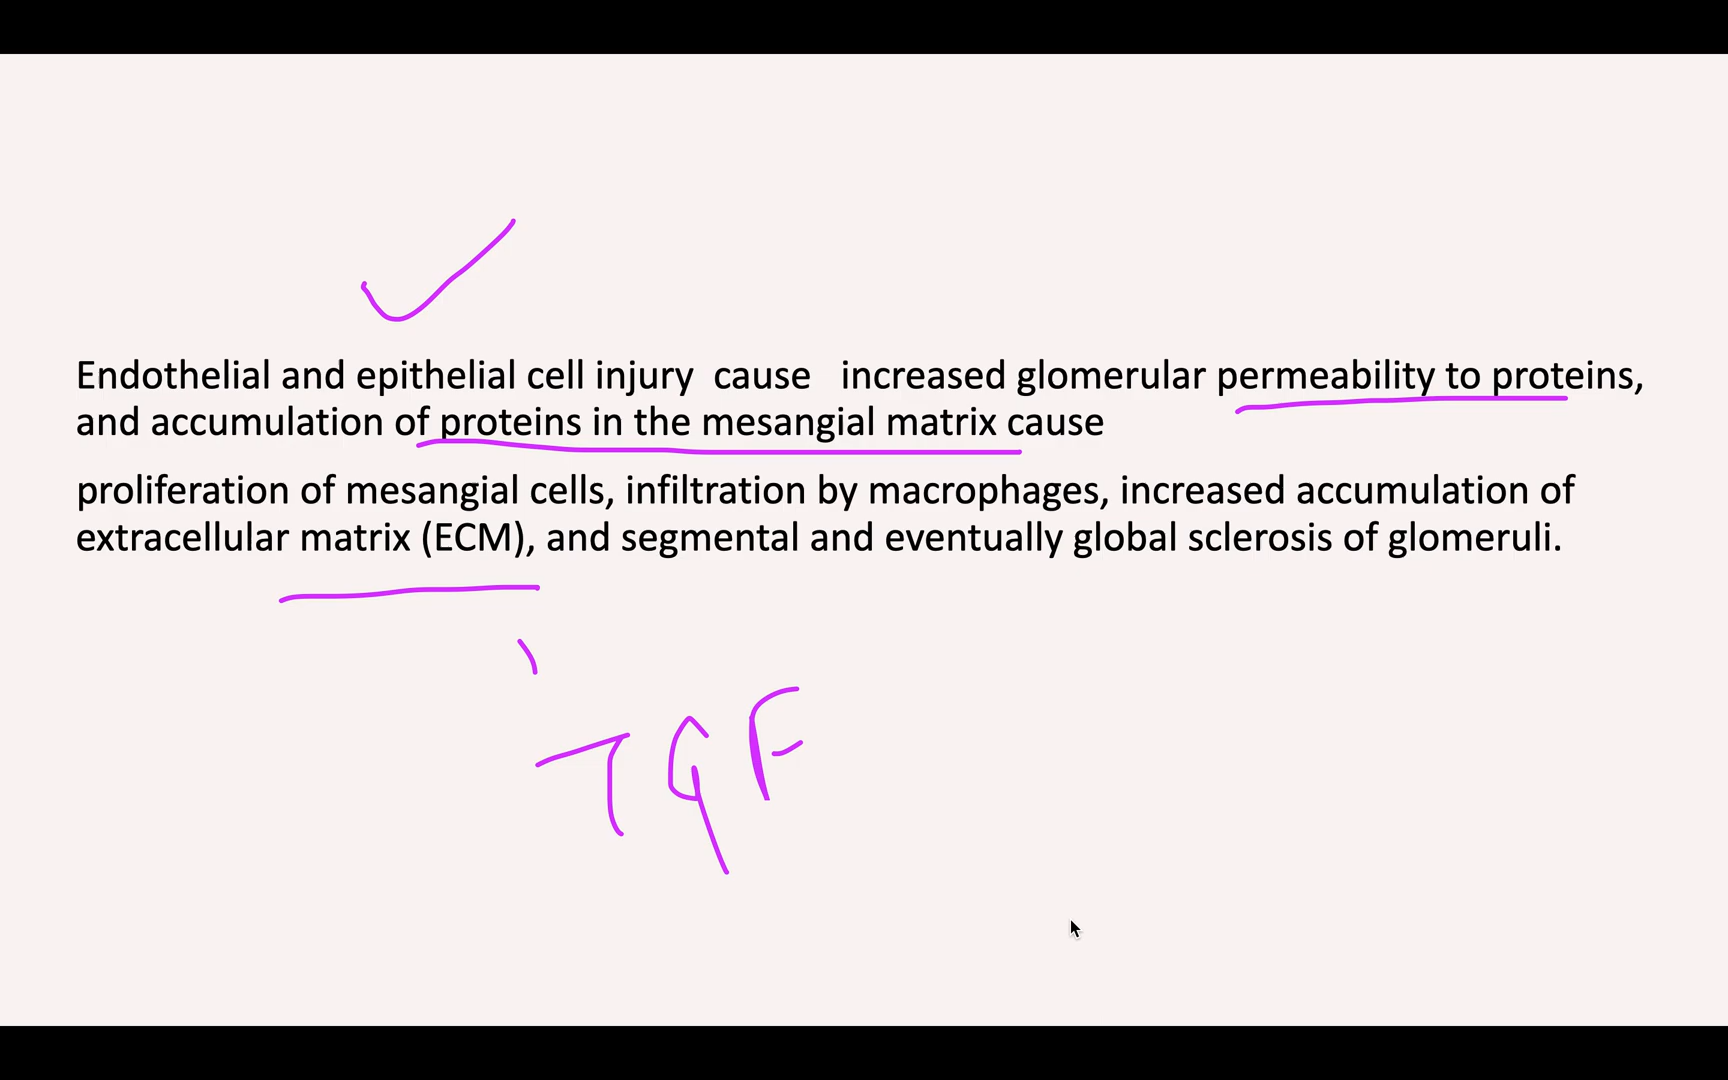 Endothelial and epithelial cell injury cause increased glomerular permeability to proteins,
and accumulation of proteins in the mesangial matrix cause
proliferation of mesangial cells, infiltration by macrophages, increased accumulation of
extracellular matrix (ECM), and segmental and eventually global sclerosis of glomeruli.
TGF